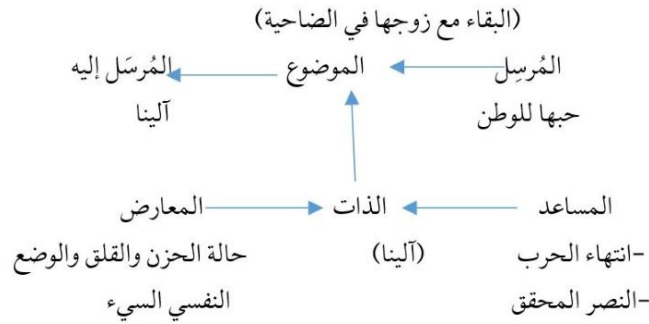 (البقاء مع زوجها في الضاحية)
المُرسِل الموضوع المُرسَل إليه
حبها للوطن آلينا
المساعد الذات المعارض
-انتهاء الحرب (آلينا) حالة الحزن والقلق والوضع
-النصر المحقق النفسي السيء